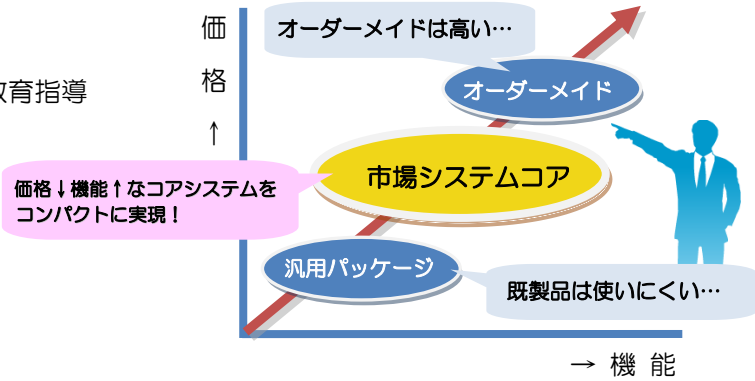 価
格
↑
オーダーメイドは高い…
オーダーメイド
教育指導
市場システムコア
価格↓機能↑なコアシステムを
コンパクトに実現！
汎用パッケージ
既製品は使いにくい…
→ 機 能